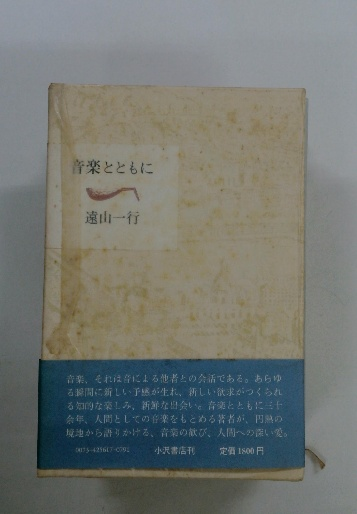 音楽とともに
遠山一行
音楽、それは音による他者との会話である。あらゆ
る瞬間に新しい予感が生れ、新しい欲求がつくられ
る知的な楽しみ、新鮮な出会い。音楽とともに三十
余年、人間としての音楽をもとめる著者が、円熟の
境地から語りかける、音楽の歓び、人間への深い愛。
小沢書店刊
定価1800円